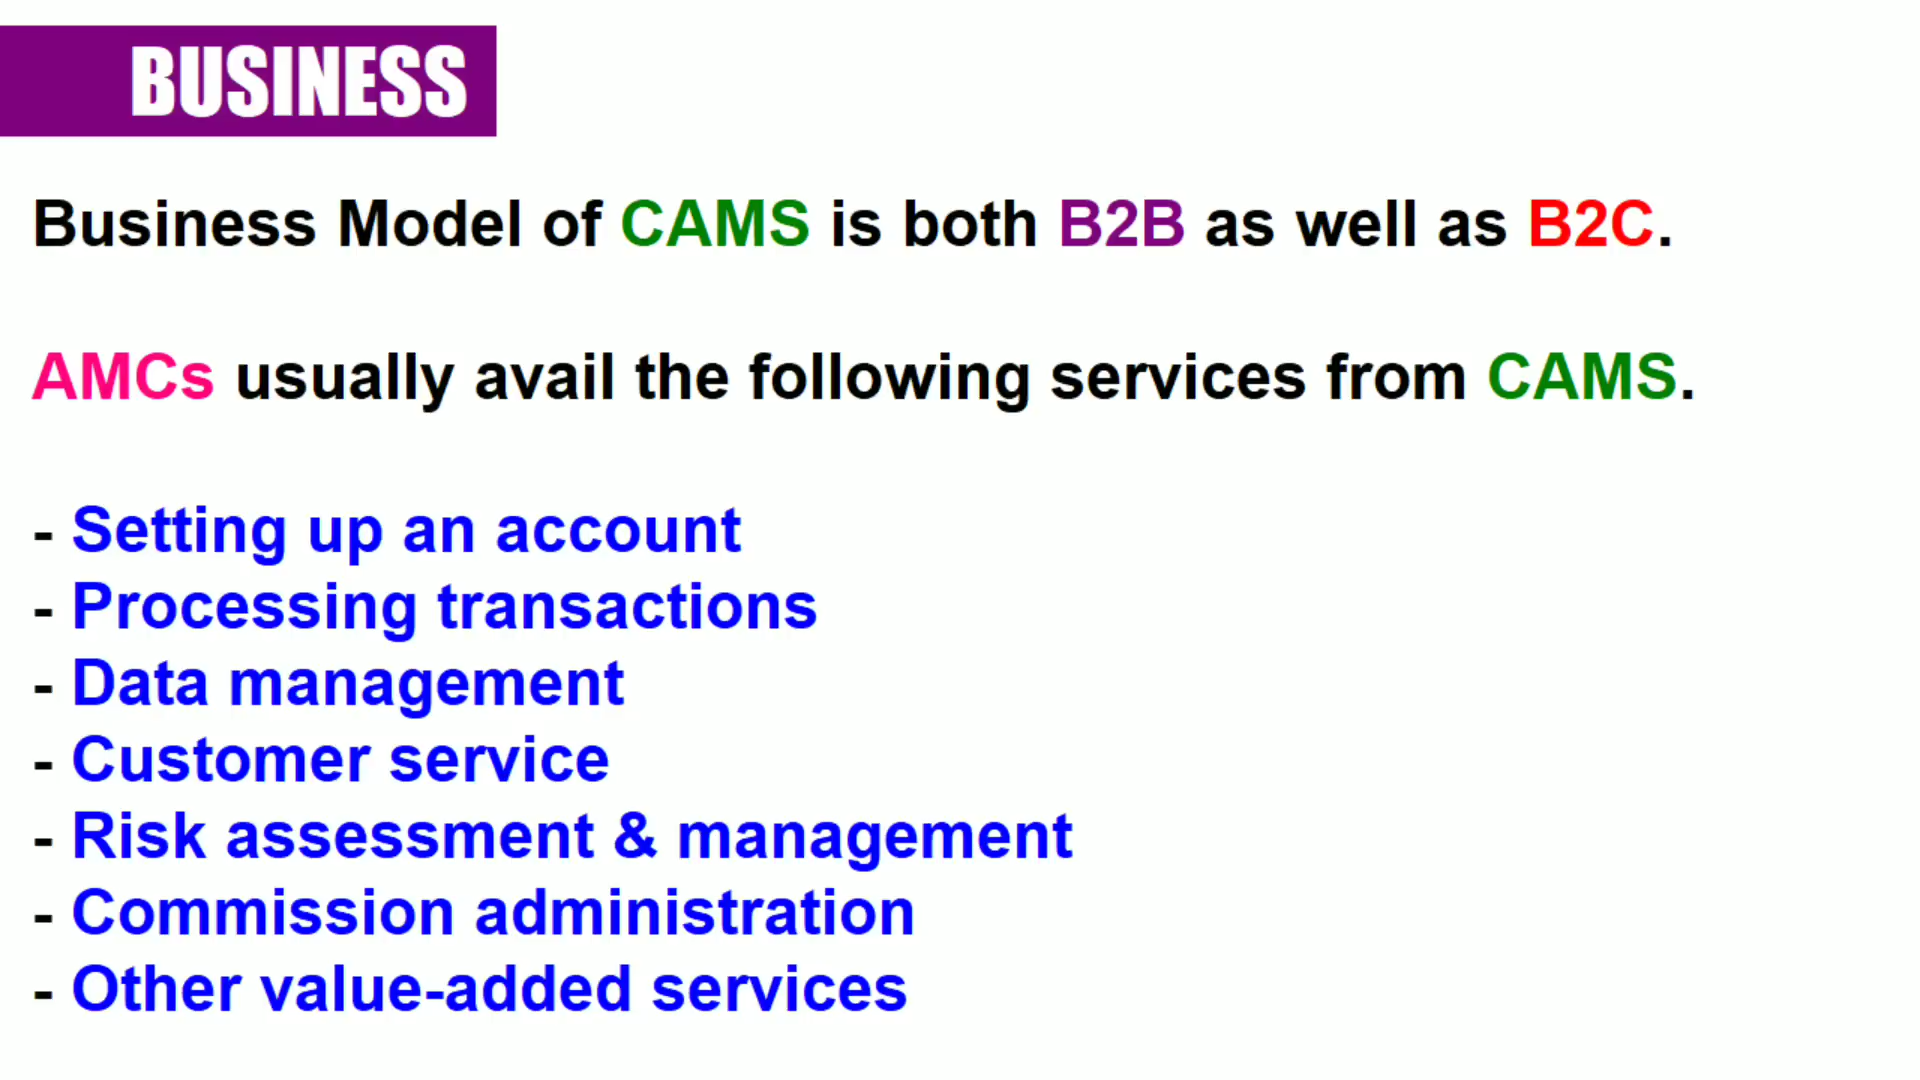 BUSINESS
Business Model of CAMS is both B2B as well as B2C.
AMCs usually avail the following services from CAMS.
- Setting up an account
- Processing transactions
- Data management
- Customer service
- Risk assessment & management
- Commission administration
- Other value-added services